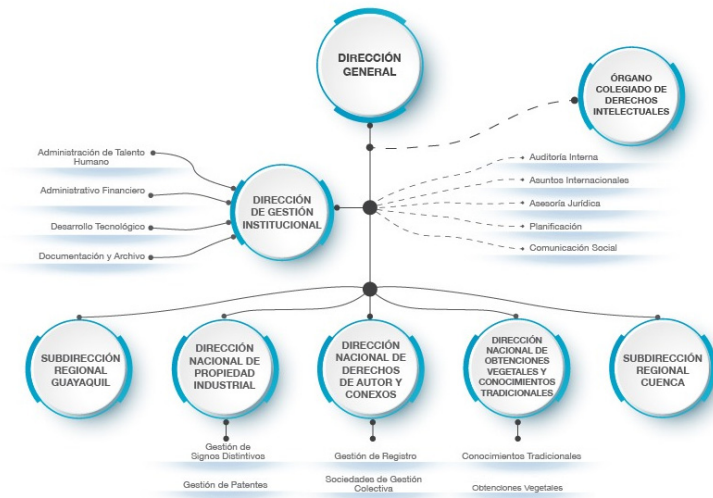 DIRECCIÓN
GENERAL
ÓRGANO
COLEGIADO DE
DERECHOS
INTELECTUALES
Administración de Talento
Humano
Administrativo Financiero
Desarrollo Tecnológico
Documentación y Archivo
DIRECCIÓN
DE GESTIÓN
INSTITUCIONAL
Auditoría Interna
Asuntos Internacionales
Asesoría Jurídica
Planificación
Comunicación Social
SUBDIRECCIÓN
REGIONAL
GUAYAQUIL
DIRECCIÓN
NACIONAL DE
PROPIEDAD
INDUSTRIAL
DIRECCIÓN
NACIONAL DE
DERECHOS
DE AUTOR Y
CONEXOS
DIRECCIÓN
NACIONAL DE
OBTENCIONES
VEGETALES Y
CONOCIMIENTOS
TRADICIONALES
SUBDIRECCIÓN
REGIONAL
CUENCA
Gestión de
Signos Distintivos
Gestión de Patentes
Gestión de Registro
Sociedades de Gestión
Colectiva
Conocimientos Tradicionales
Obtenciones Vegetales